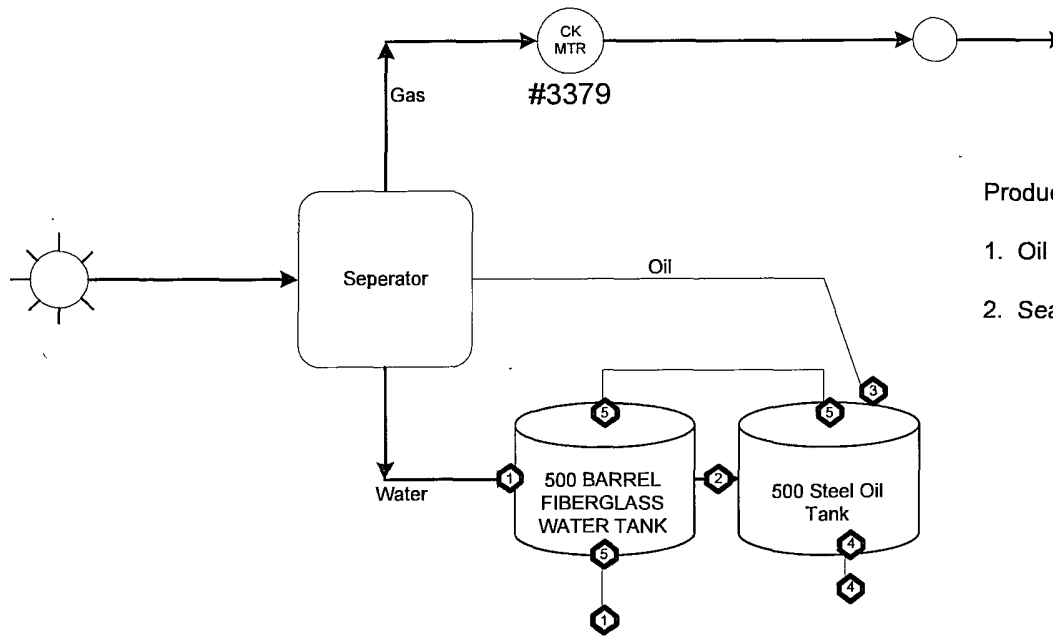 CK
MTR
#3379
Gas
Produc
1. Oil
2. Sea
Seperator
Oil
3
5
5
1
2
Water
500 BARREL
FIBERGLASS
WATER TANK
500 Steel Oil
Tank
5
4
4
1